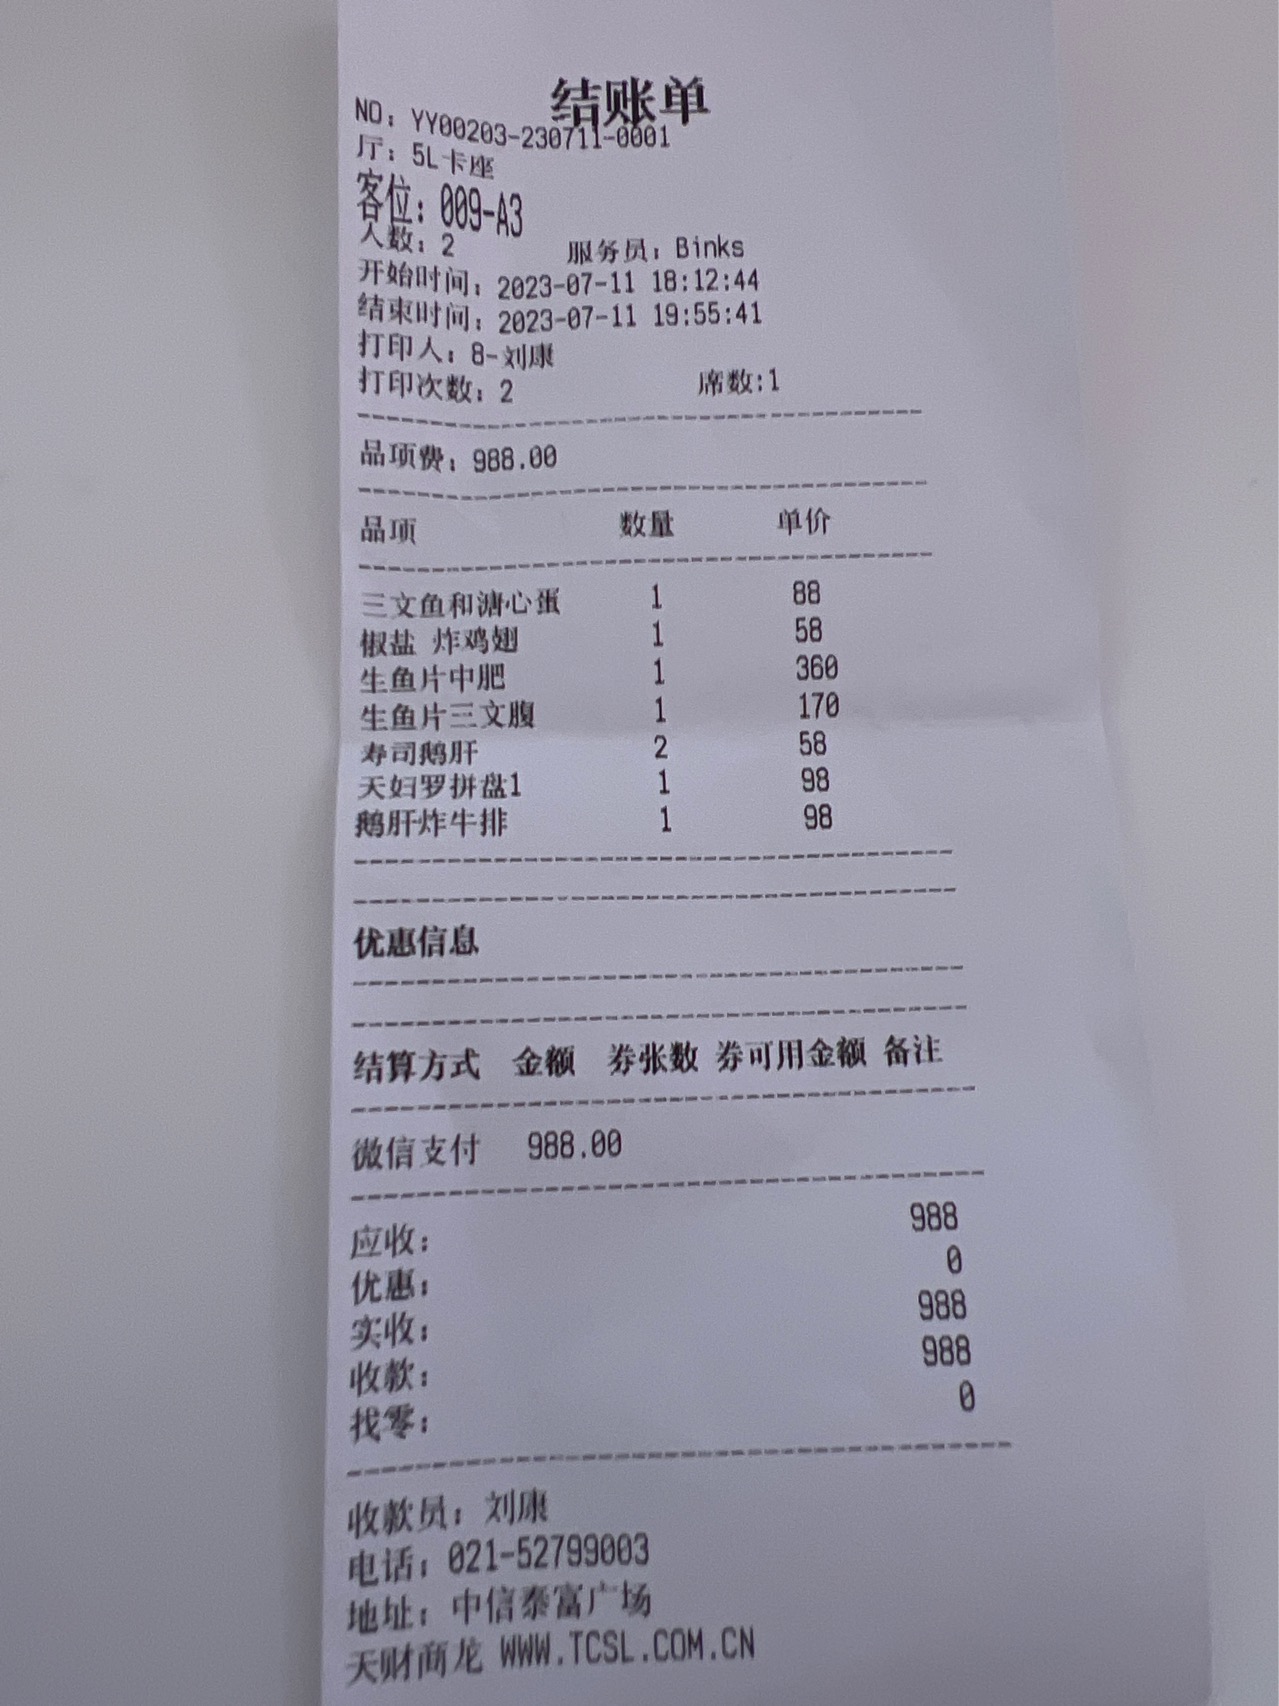 结账单
NO：YY00203-230711-0001
厅：5L卡座
客位：009-A3
人数：2 服务员：Binks
开始时间：2023-07-11 18:12:44
结束时间：2023-07-11 19:55:41
打印人：8-刘康
打印次数：2 席数:1
品项费：988.00
品项 数量 单价
三文鱼和溏心蛋 1 88
椒盐 炸鸡翅 1 58
生鱼片中肥 1 360
生鱼片三文腹 1 170
寿司鹅肝 2 58
天妇罗拼盘1 1 98
鹅肝炸牛排 1 98
优惠信息
结算方式 金额 券张数 券可用金额 备注
微信支付 988.00
应收： 988
优惠： 0
实收： 988
收款： 988
找零： 0
收款员：刘康
电话：021-52799003
地址：中信泰富广场
天财商龙 WWW.TCSL.COM.CN